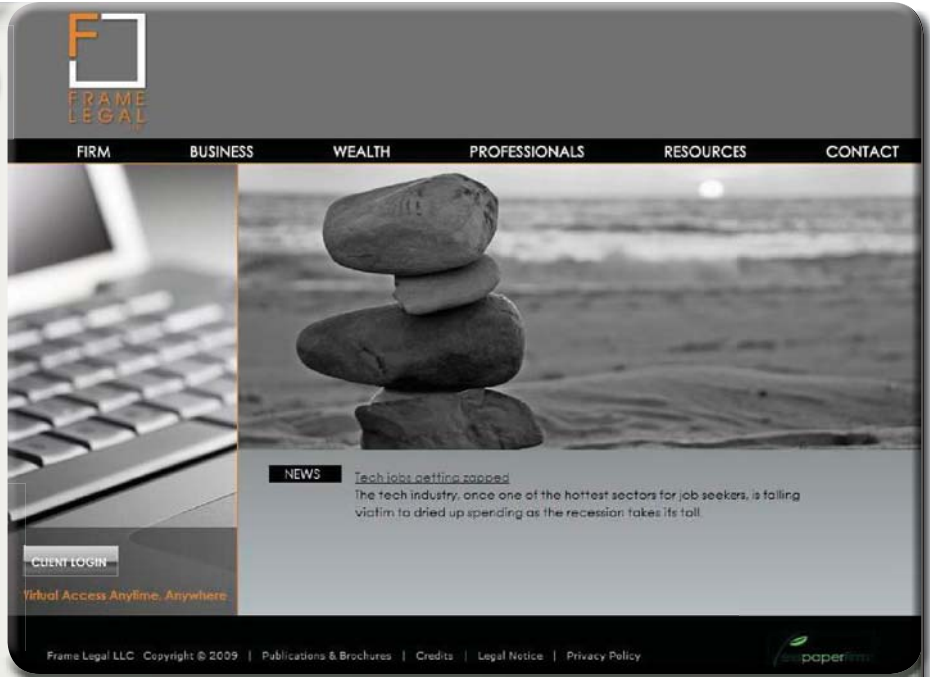 FRAME
LEGAL
FIRM BUSINESS WEALTH PROFESSIONALS RESOURCES CONTACT
NEWS Tech jobs getting zapped
The tech industry, once one of the hottest sectors for job seekers, is falling
victim to dried up spending as the recession takes its toll.
CLIENT LOGIN
Virtual Access Anytime, Anywhere
Frame Legal LLC Copyright © 2009 | Publications & Brochures | Credits | Legal Notice | Privacy Policy
paper